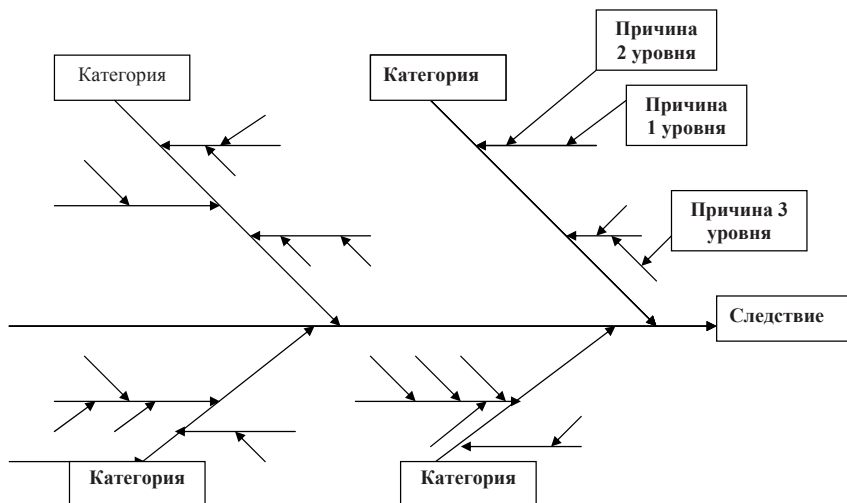 Причина
2 уровня
Категория
Категория
Причина
1 уровня
Причина 3
уровня
Следствие
Категория
Категория